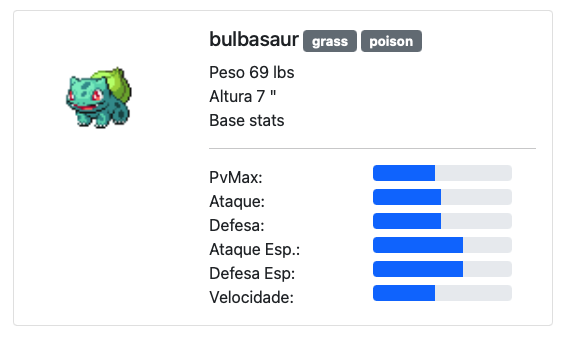 bulbasaur grass poison
Peso 69 lbs
Altura 7 "
Base stats
PvMax:
Ataque:
Defesa:
Ataque Esp.:
Defesa Esp:
Velocidade: